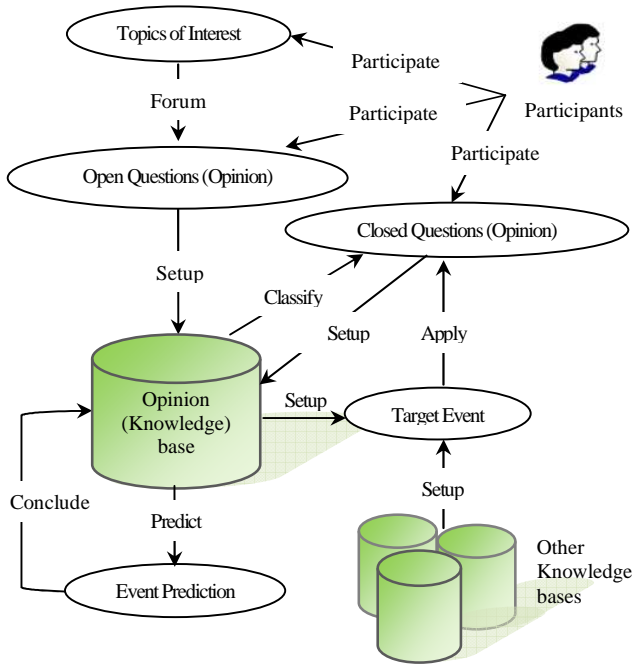 Topics of Interest
Participate
Participants
Forum
Participate
Participate
Open Questions (Opinion)
Closed Questions (Opinion)
Setup
Classify
Setup
Apply
Opinion
(Knowledge)
base
Setup
Target Event
Conclude
Predict
Setup
Event Prediction
Other
Knowledge
bases